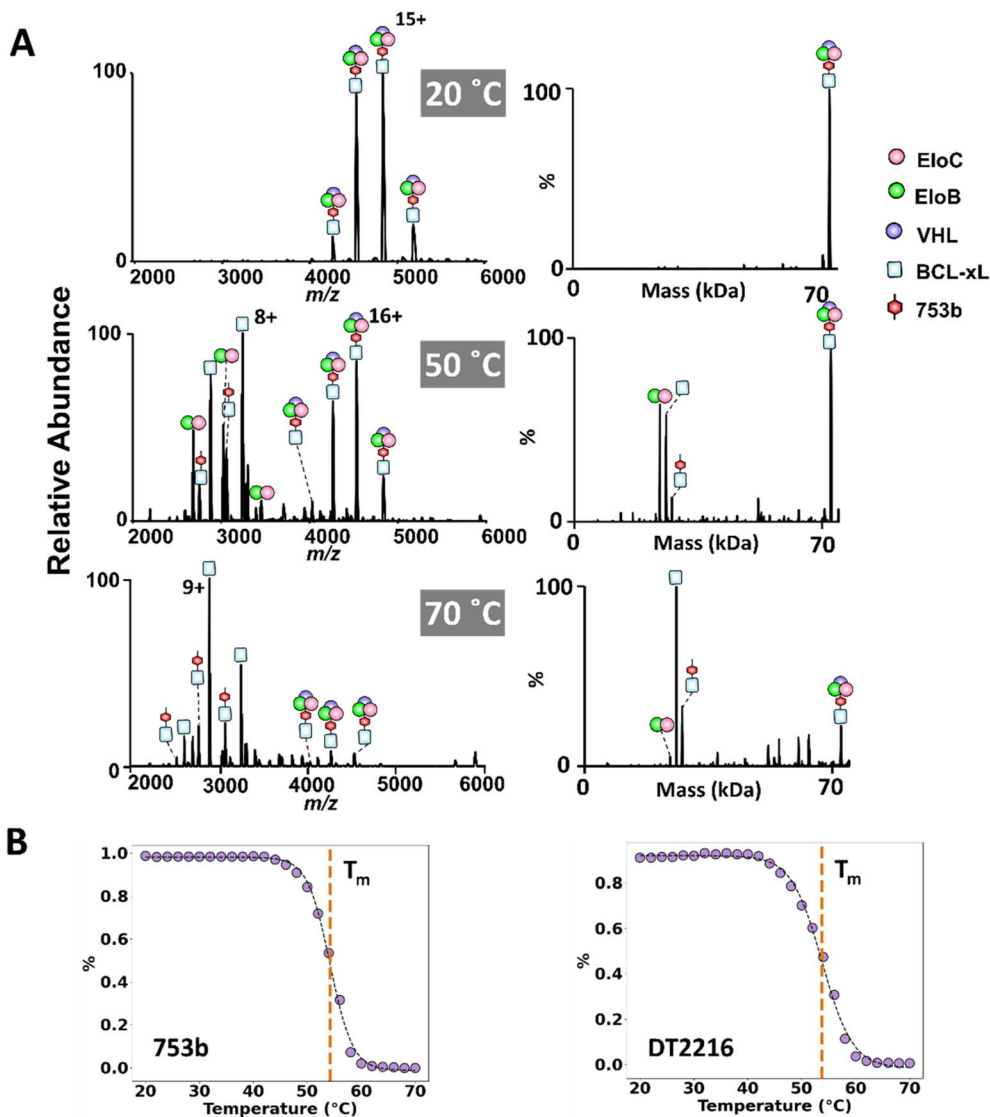 A
Relative Abundance
15+
100
20 °C
0
2000 3000 4000 5000 6000
m/z
100
%
0
0 Mass (kDa) 70
EloC
EloB
VHL
BCL-xL
753b
100
8+
16+
50 °C
0
2000 3000 4000 5000 6000
m/z
100
%
0
0 Mass (kDa) 70
100
9+
70 °C
0
2000 3000 4000 5000 6000
m/z
100
%
0
0 Mass (kDa) 70
B
1.0
0.8
0.6
0.4
0.2
0.0
%
Tm
753b
20 30 40 50 60 70
Temperature (°C)
0.8
0.6
0.4
0.2
0.0
%
Tm
DT2216
20 30 40 50 60 70
Temperature (°C)